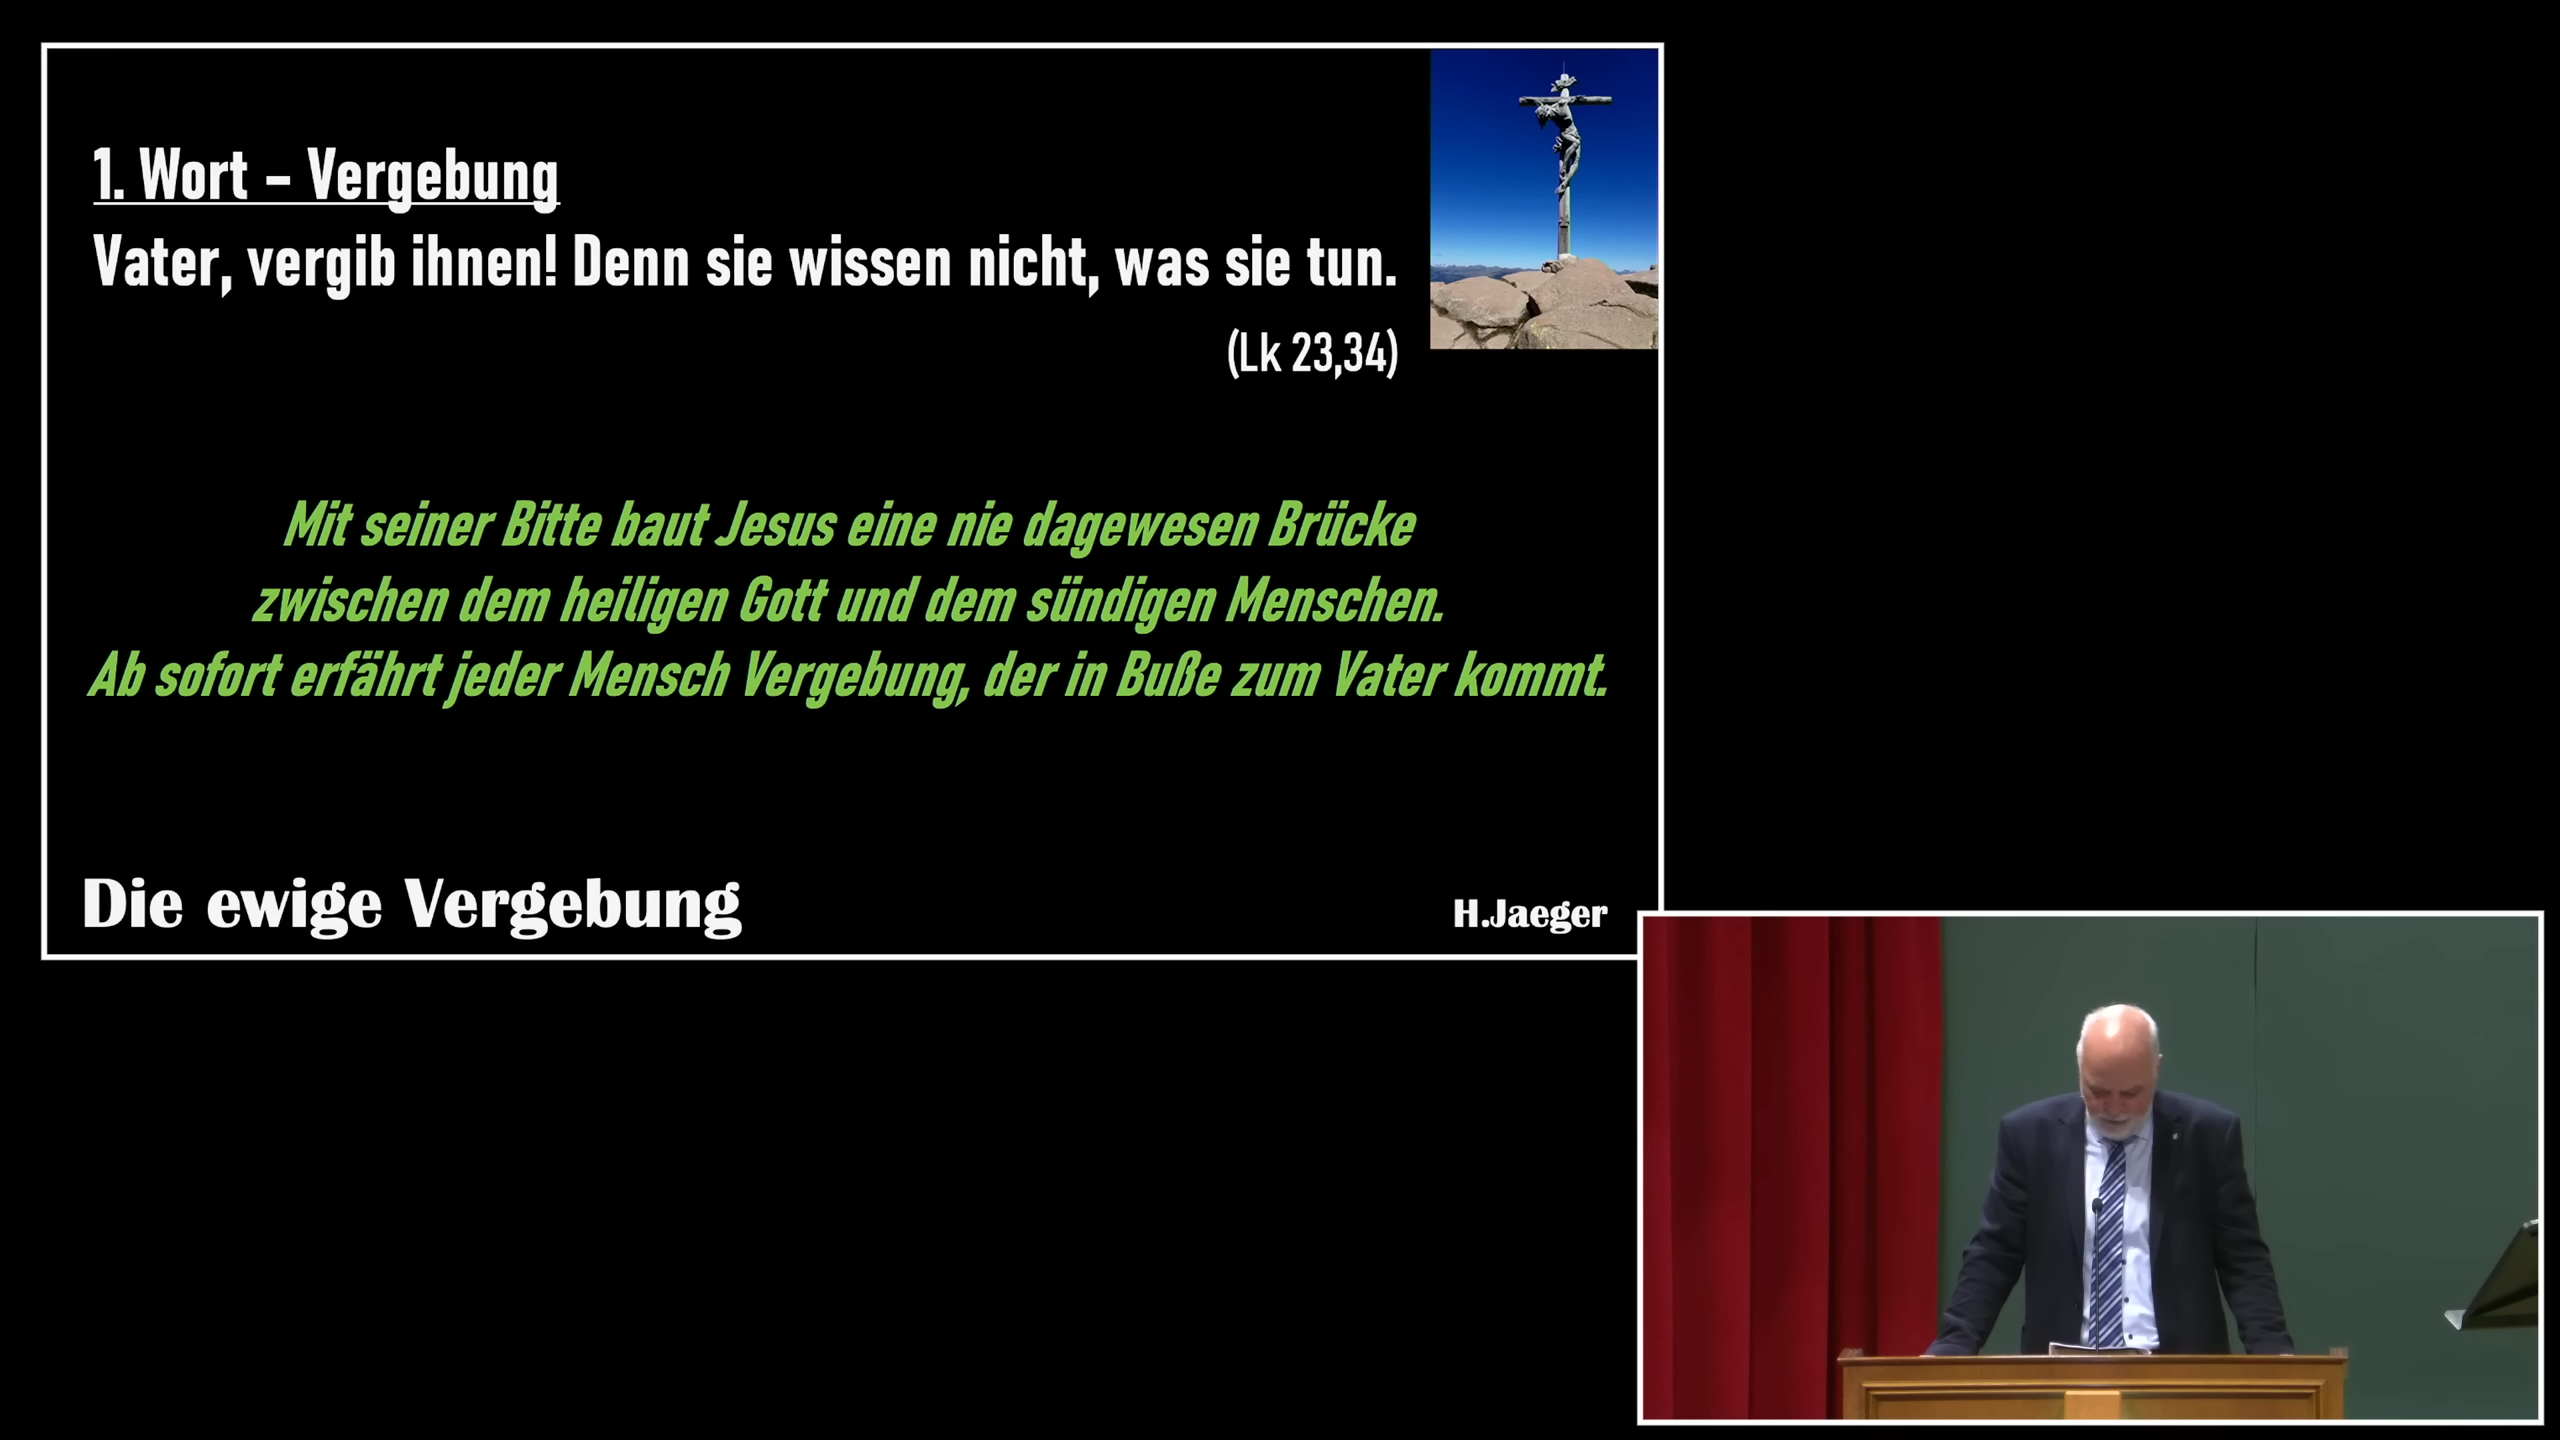 1. Wort – Vergebung
Vater, vergib ihnen! Denn sie wissen nicht, was sie tun.
(Lk 23,34)
Mit seiner Bitte baut Jesus eine nie dagewesen Brücke
zwischen dem heiligen Gott und dem sündigen Menschen.
Ab sofort erfährt jeder Mensch Vergebung, der in Buße zum Vater kommt.
Die ewige Vergebung
H.Jaeger